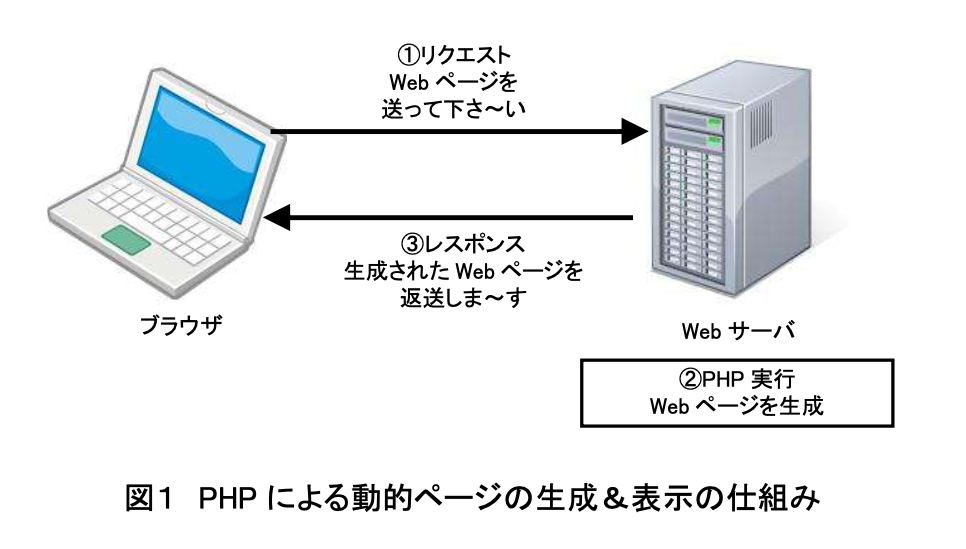 ①リクエスト
Web ページを
送って下さ~い
③レスポンス
生成された Web ページを
返送しま~す
ブラウザ
Web サーバ
②PHP 実行
Web ページを生成
図1 PHP による動的ページの生成&表示の仕組み